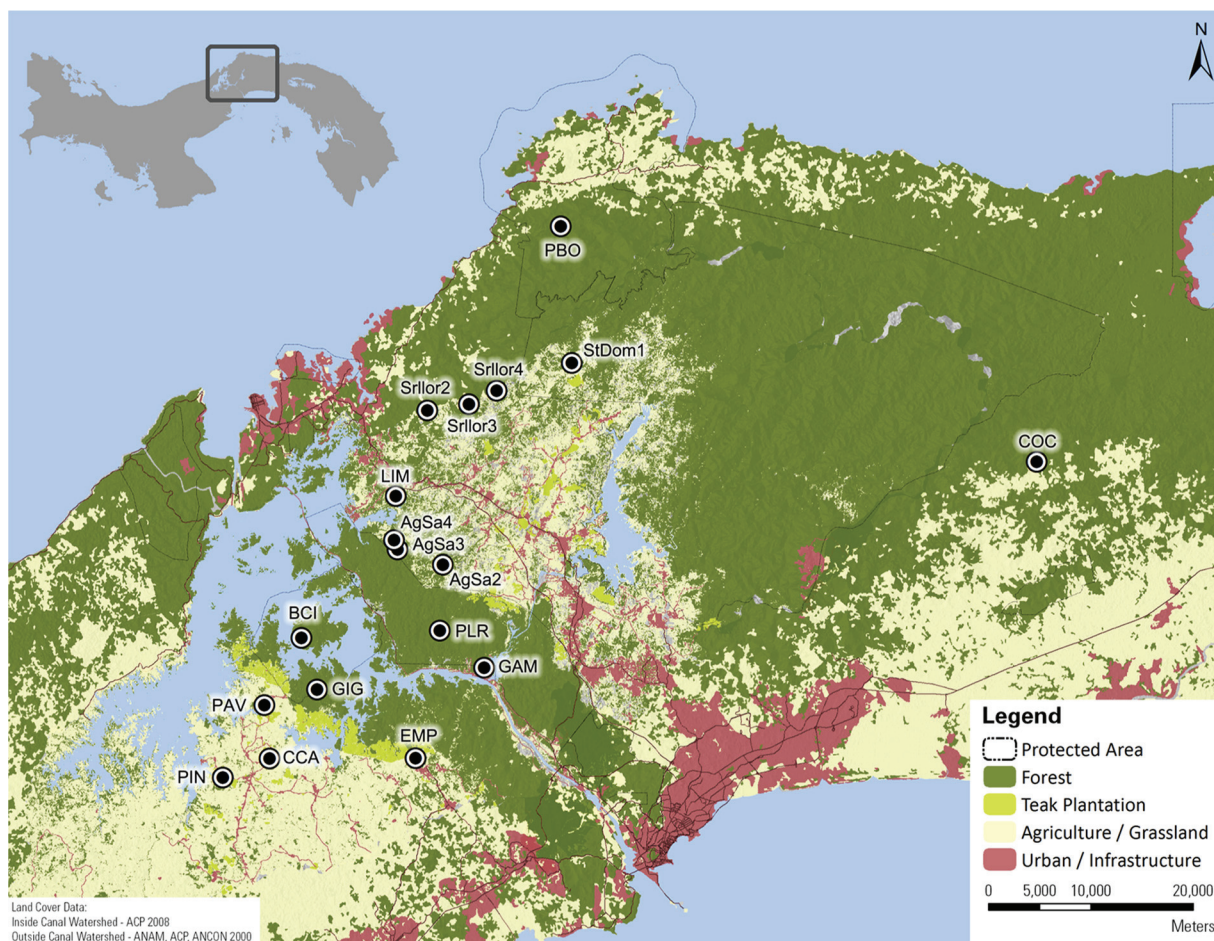 N
PBO
StDom1
Srllor4
Srllor2
Srllor3
COC
LIM
AgSa4
AgSa3
AgSa2
BCI
PLR
GAM
GIG
PAV
EMP
CCA
PIN
Legend
Protected Area
Forest
Teak Plantation
Agriculture / Grassland
Urban / Infrastructure
0 5,000 10,000 20,000
Meters
Land Cover Data:
Inside Canal Watershed - ACP 2008
Outside Canal Watershed - ANAM, ACP, ANCON 2000